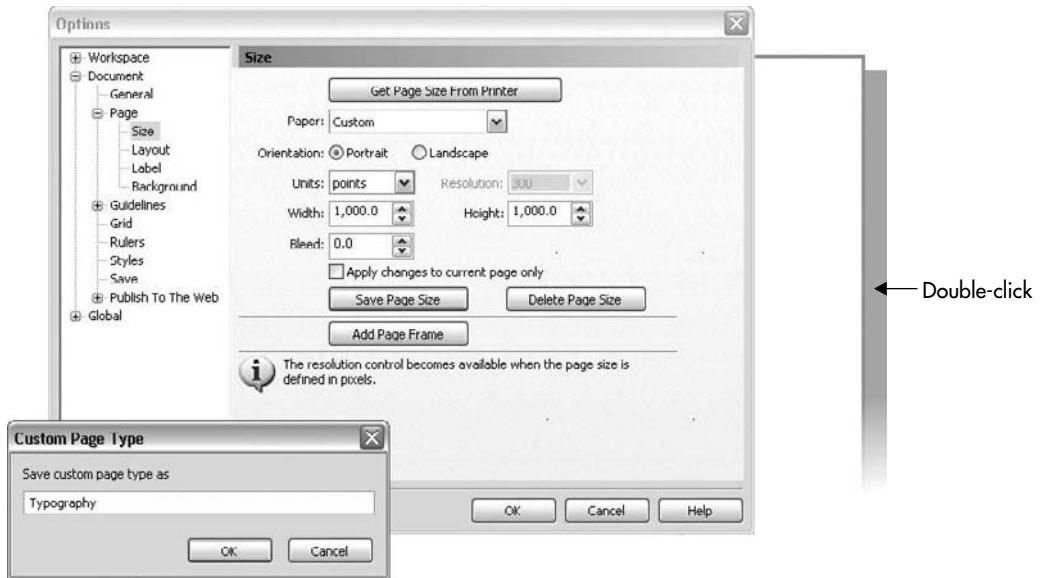 Options
Workspace
Document
General
Page
Size
Layout
Label
Background
Guidelines
Grid
Rulers
Styles
Save
Publish To The Web
Global
Size
Get Page Size From Printer
Paper: Custom
Orientation: Portrait Landscape
Units: points Resolution: 300
Width: 1,000.0 Height: 1,000.0
Bleed: 0.0
Apply changes to current page only
Save Page Size Delete Page Size
Add Page Frame
The resolution control becomes available when the page size is
defined in pixels.
OK Cancel Help
Double-click
Custom Page Type
Save custom page type as
Typography
OK Cancel